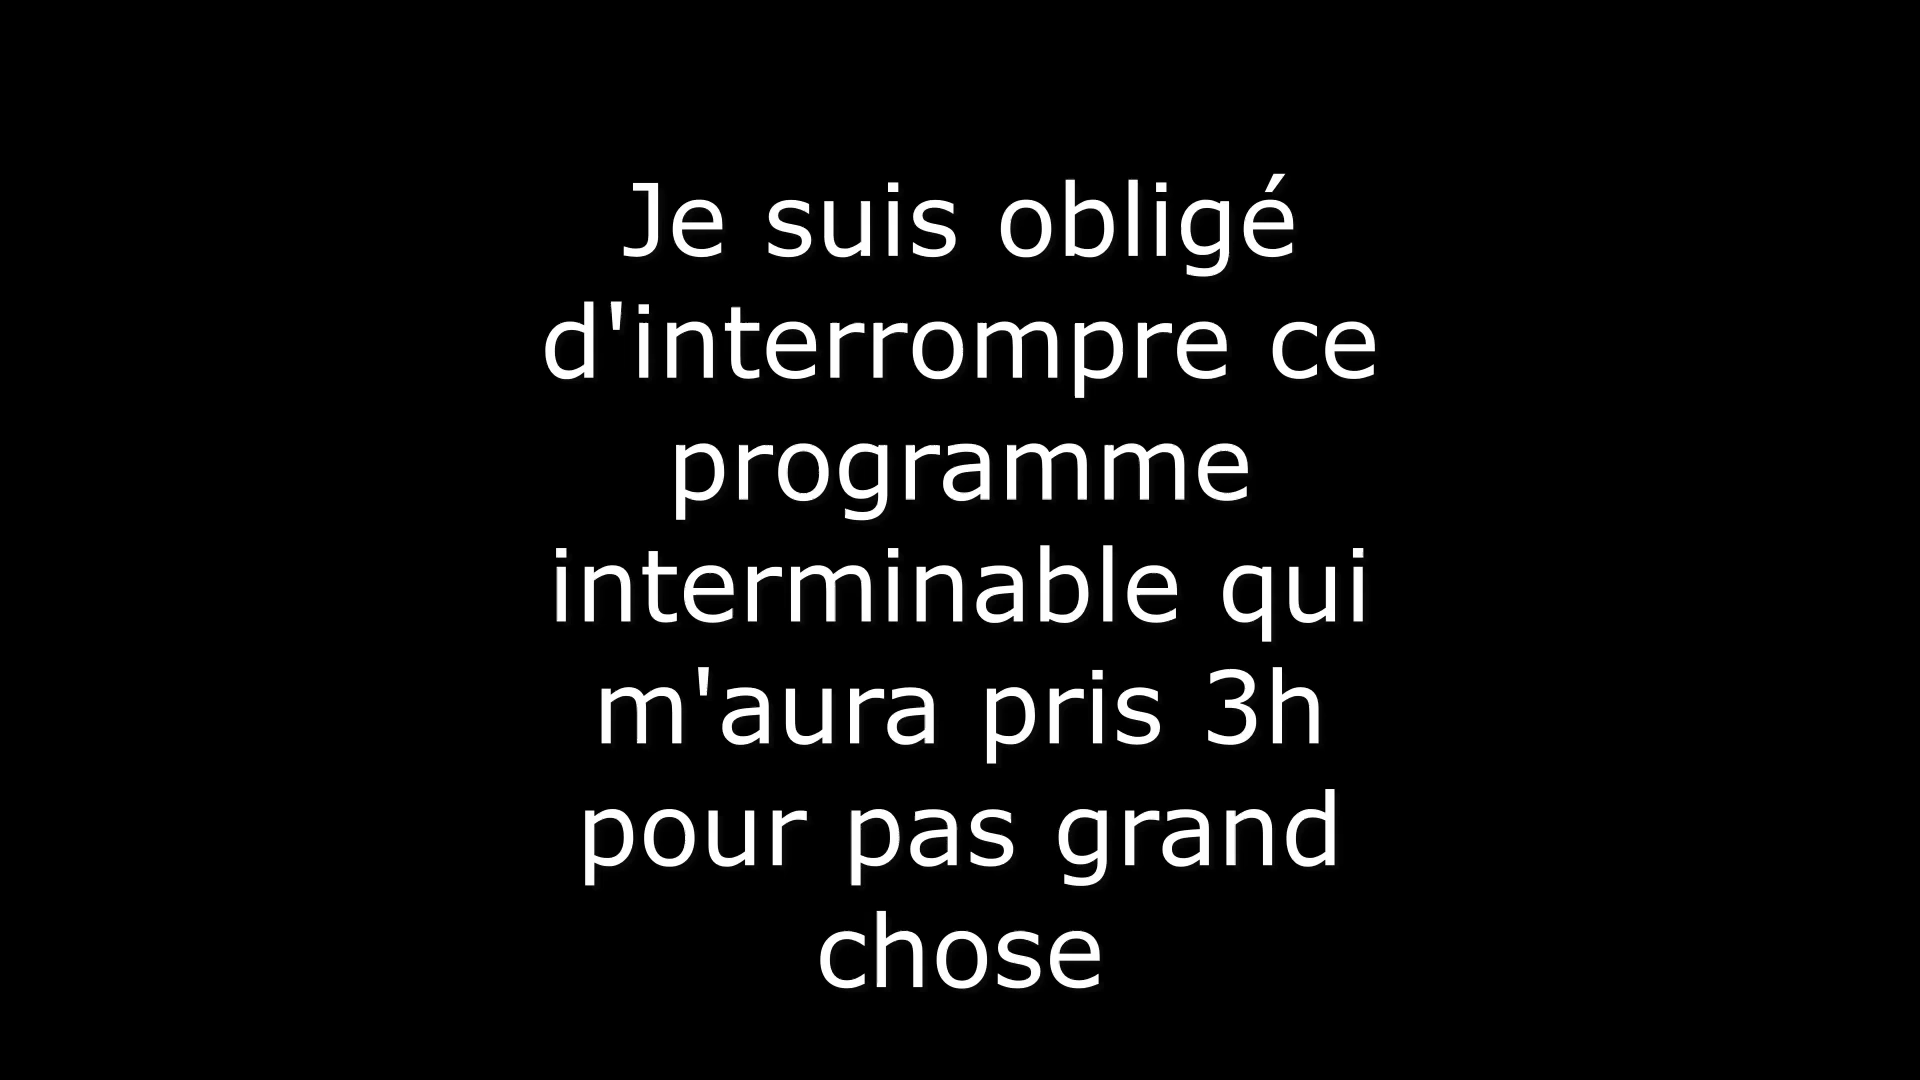 Je suis obligé
d'interrompre ce
programme
interminable qui
m'aura pris 3h
pour pas grand
chose